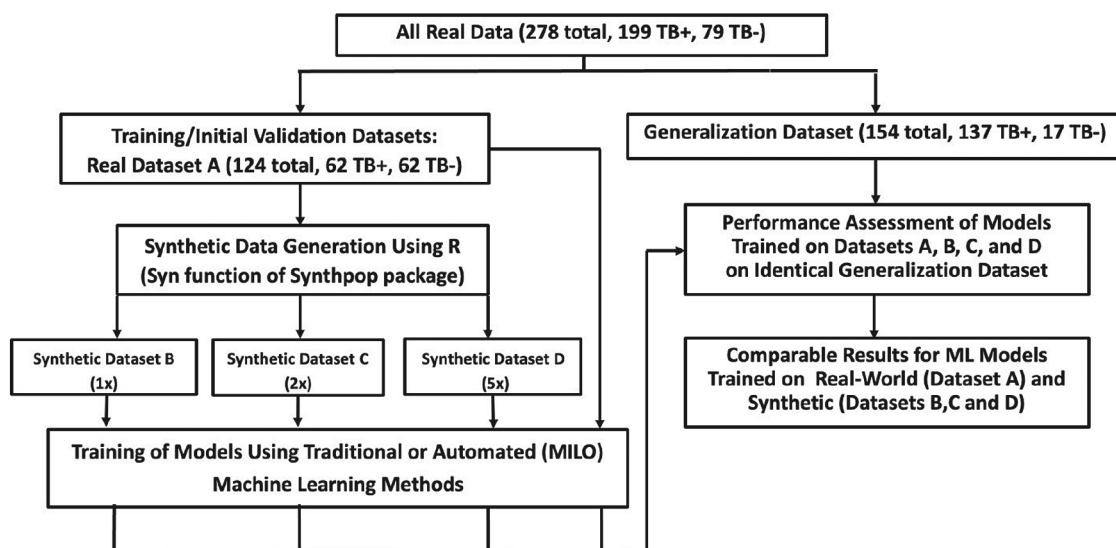 All Real Data (278 total, 199 TB+, 79 TB-)
Training/Initial Validation Datasets:
Real Dataset A (124 total, 62 TB+, 62 TB-)
Generalization Dataset (154 total, 137 TB+, 17 TB-)
Synthetic Data Generation Using R
(Syn function of Synthpop package)
Performance Assessment of Models
Trained on Datasets A, B, C, and D
on Identical Generalization Dataset
Synthetic Dataset B
(1x)
Synthetic Dataset C
(2x)
Synthetic Dataset D
(5x)
Comparable Results for ML Models
Trained on Real-World (Dataset A) and
Synthetic (Datasets B,C and D)
Training of Models Using Traditional or Automated (MILO)
Machine Learning Methods